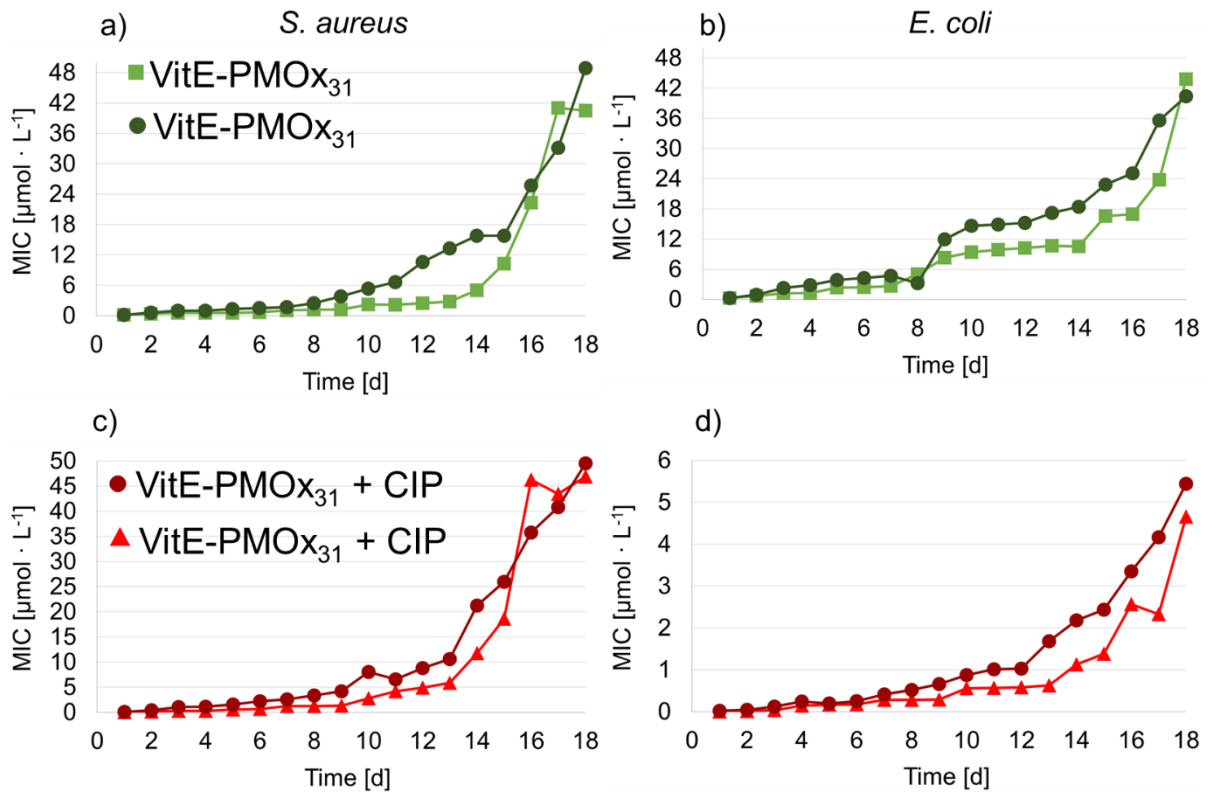 a)
S. aureus
b)
E. coli
VitE-PMOx₃₁
VitE-PMOx₃₁
MIC [µmol · L⁻¹]
48
42
36
30
24
18
12
6
0
0 2 4 6 8 10 12 14 16 18
Time [d]
MIC [µmol · L⁻¹]
48
42
36
30
24
18
12
6
0
0 2 4 6 8 10 12 14 16 18
Time [d]
c)
VitE-PMOx₃₁ + CIP
VitE-PMOx₃₁ + CIP
MIC [µmol · L⁻¹]
50
45
40
35
30
25
20
15
10
5
0
0 2 4 6 8 10 12 14 16 18
Time [d]
d)
MIC [µmol · L⁻¹]
6
5
4
3
2
1
0
0 2 4 6 8 10 12 14 16 18
Time [d]